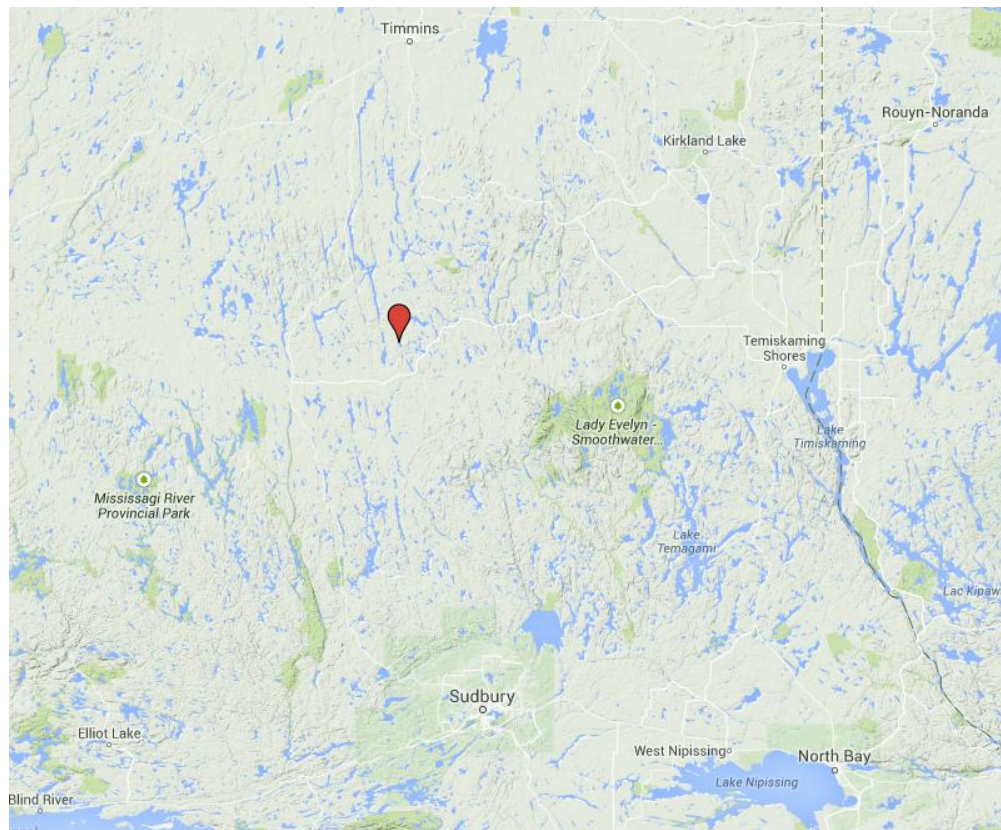 Timmins
Rouyn-Noranda
Kirkland Lake
Temiskaming
Shores
Lady Evelyn -
Smoothwater...
Lake
Timiskaming
Mississagi River
Provincial Park
Lake
Temagami
Lac Kipaw
Sudbury
Elliot Lake
West Nipissing
North Bay
Lake Nipissing
Blind River